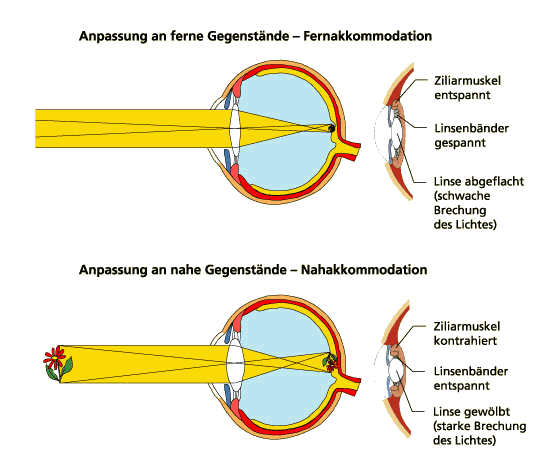 Anpassung an ferne Gegenstände – Fernakkommodation
Ziliarmuskel
entspannt
Linsenbänder
gespannt
Linse abgeflacht
(schwache
Brechung
des Lichtes)
Anpassung an nahe Gegenstände – Nahakkommodation
Ziliarmuskel
kontrahiert
Linsenbänder
entspannt
Linse gewölbt
(starke Brechung
des Lichtes)